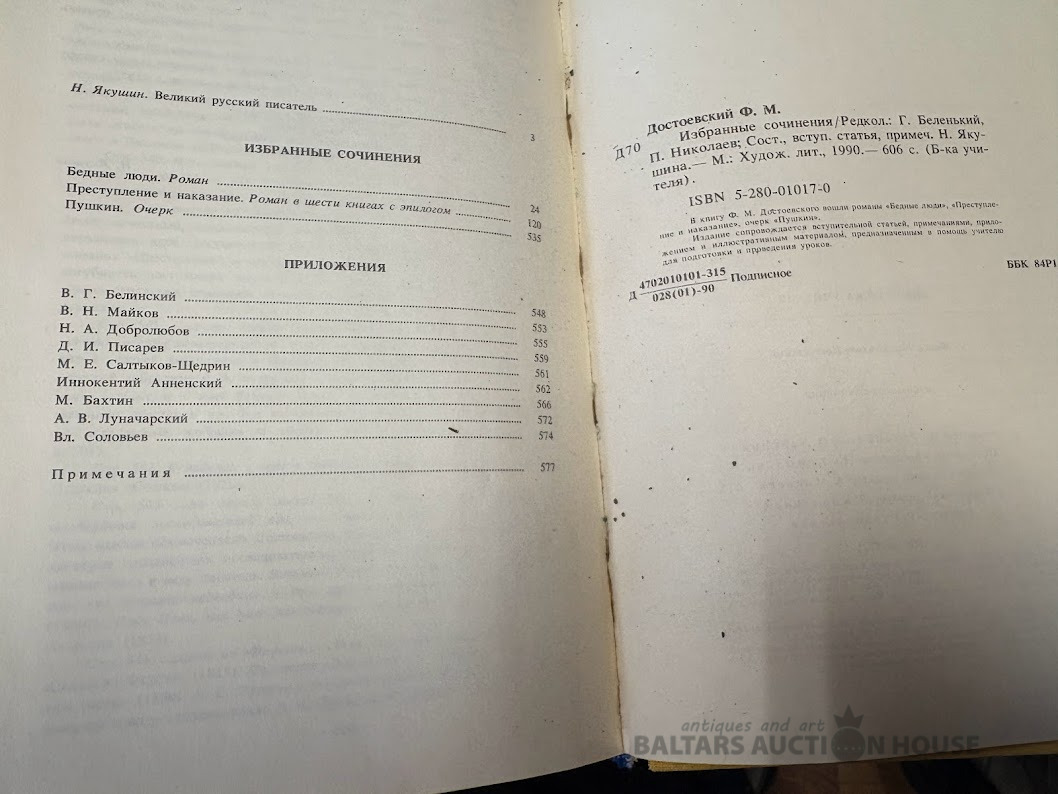 Н. Якушин. Великий русский писатель 3
ИЗБРАННЫЕ СОЧИНЕНИЯ
Бедные люди. Роман 24
Преступление и наказание. Роман в шести книгах с эпилогом 120
Пушкин. Очерк 535
ПРИЛОЖЕНИЯ
В. Г. Белинский 548
В. Н. Майков 553
Н. А. Добролюбов 555
Д. И. Писарев 559
М. Е. Салтыков-Щедрин 561
Иннокентий Анненский 562
М. Бахтин 566
А. В. Луначарский 572
Вл. Соловьев 574
Примечания 577
Достоевский Ф. М.
Д70 Избранные сочинения/Редкол.: Г. Беленький,
П. Николаев; Сост., вступ. статья, примеч. Н. Яку-
шина.— М.: Худож. лит., 1990.— 606 с. (Б-ка учи-
теля).
ISBN 5-280-01017-0
В книгу Ф. М. Достоевского вошли романы «Бедные люди», «Преступле-
ние и наказание», очерк «Пушкин».
Издание сопровождается вступительной статьей, примечаниями, прило-
жением и иллюстративным материалом, предназначенным в помощь учителю
для подготовки и проведения уроков.
Д 4702010101-315 Подписное
028(01)-90
ББК 84Р1
antiques and art
BALTARS AUCTION HOUSE